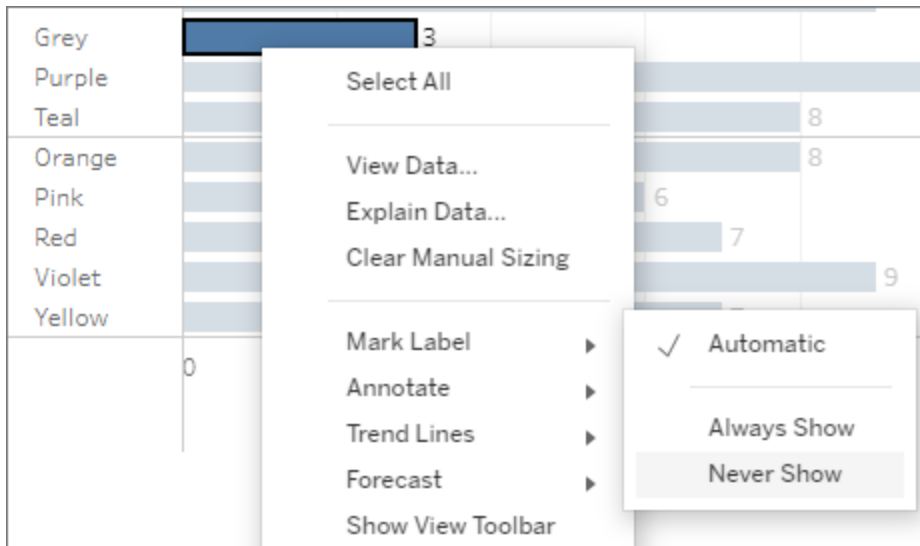 Grey 3
Select All
Purple
Teal 8
View Data...
Orange 8
Explain Data...
Pink 6
Red 7
Clear Manual Sizing
Violet 9
Yellow
Mark Label
Automatic
0
Annotate
Always Show
Trend Lines
Never Show
Forecast
Show View Toolbar